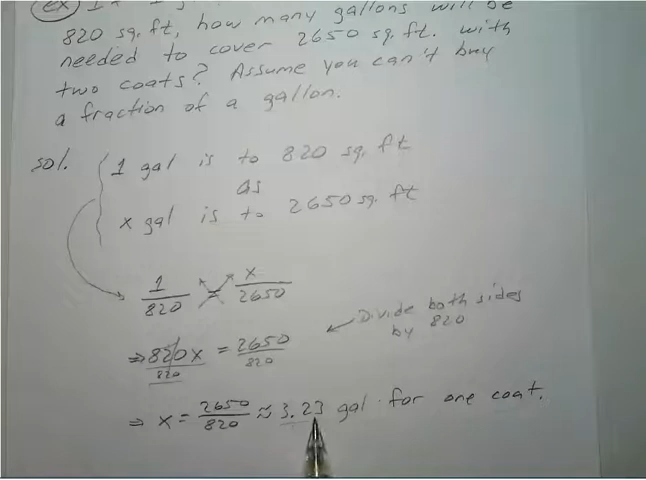 ex
820 sq. ft, how many gallons will be
needed to cover 2650 sq. ft. with
two coats? Assume you can't buy
a fraction of a gallon.
sol.
1 gal is to 820 sq. ft
as
x gal is to 2650 sq. ft
1/820 = x/2650
⇒ 820x/820 = 2650/820
Divide both sides
by 820
⇒ x = 2650/820 ≈ 3.23 gal for one coat.